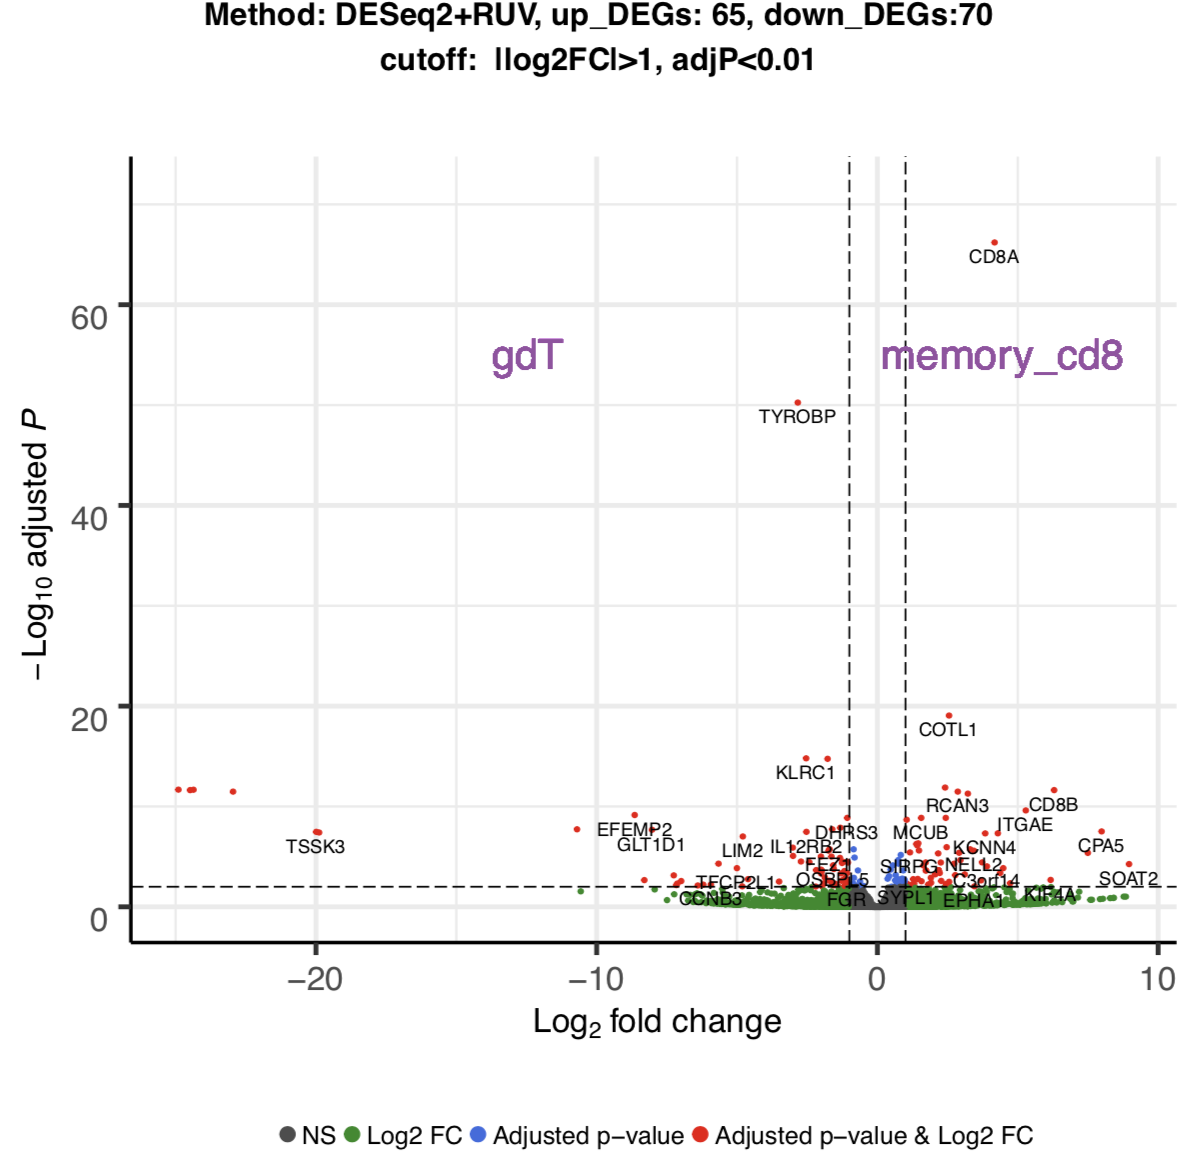 Method: DESeq2+RUV, up_DEGs: 65, down_DEGs:70
cutoff:  |log2FC|>1, adjP<0.01
CD8A
60
gdT memory_cd8
TYROBP
−Log10 adjusted P
40
20
COTL1
KLRC1
RCAN3 CD8B
EFEMP2 DHRS3 MCUB ITGAE
TSSK3 GLT1D1 LIM2 IL12RB2 KCNN4 CPA5
FEZ1 SIRPG NELL2
TFCP2L1 OSBPL5 C3orf14 SOAT2
CCNB3 FGR SYPL1 EPHA1 KIF4A
0
−20 −10 0 10
Log2 fold change
NS Log2 FC Adjusted p−value Adjusted p−value & Log2 FC